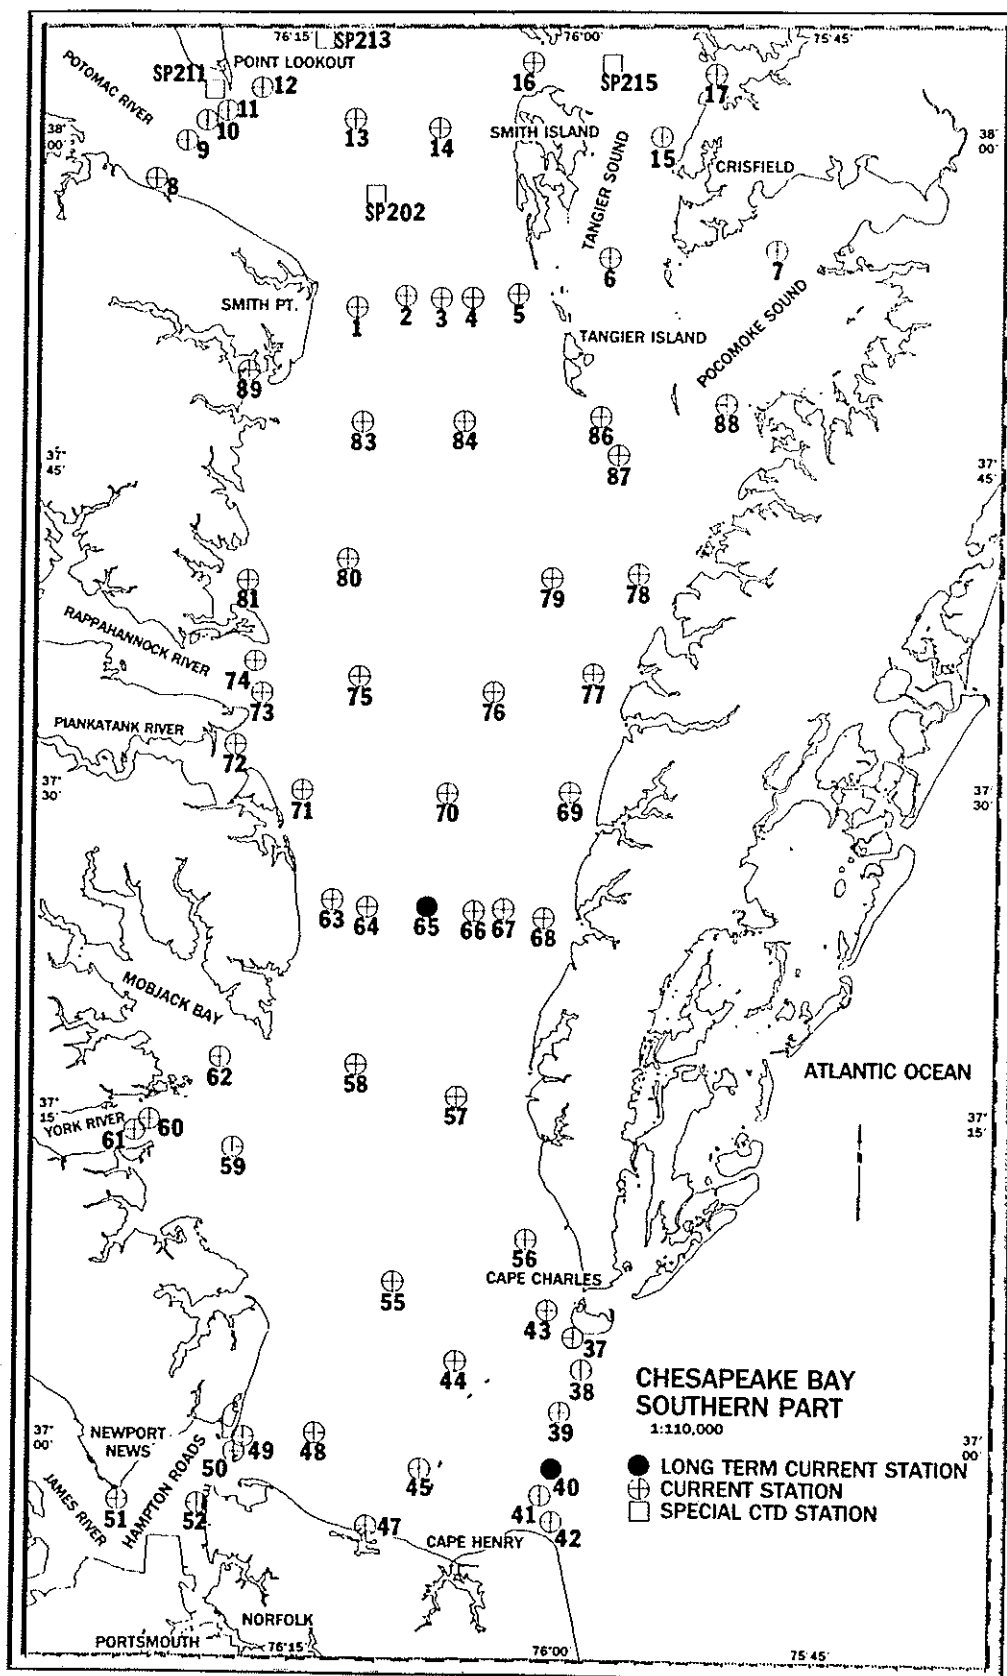 76°15'
76°00'
75°45'
SP213
POTOMAC RIVER
SP211
POINT LOOKOUT
12
16
SP215
17
11
10
9
13
14
SMITH ISLAND
15
38°00'
38°00'
TANGIER SOUND
CRISFIELD
8
SP202
6
7
SMITH PT.
1
2
3
4
5
TANGIER ISLAND
POCOMOKE SOUND
89
83
84
86
88
87
37°45'
37°45'
81
80
79
78
RAPPAHANNOCK RIVER
74
73
75
76
77
PIANKATANK RIVER
72
37°30'
37°30'
71
70
69
63
64
65
66
67
68
MOBJACK BAY
62
58
57
ATLANTIC OCEAN
37°15'
37°15'
YORK RIVER
61
60
59
56
CAPE CHARLES
55
43
37
44
38
CHESAPEAKE BAY
SOUTHERN PART
1:110,000
39
37°00'
37°00'
NEWPORT
NEWS
HAMPTON ROADS
50
49
48
45
40
LONG TERM CURRENT STATION
CURRENT STATION
SPECIAL CTD STATION
JAMES RIVER
51
52
41
42
47
CAPE HENRY
NORFOLK
PORTSMOUTH
76°15'
76°00'
75°45'